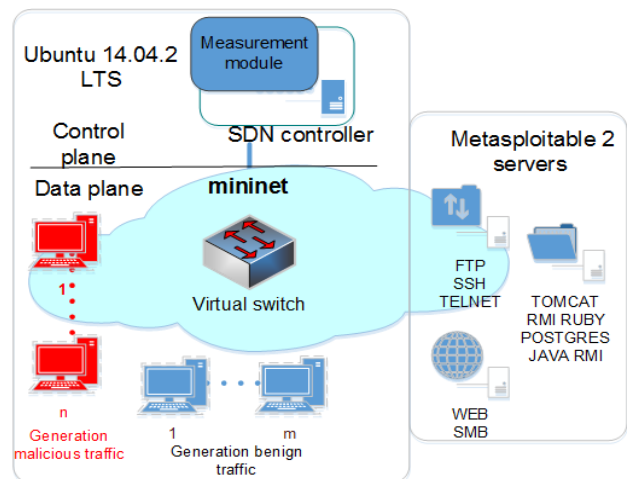 Ubuntu 14.04.2
LTS
Measurement
module
Control
plane
SDN controller
Data plane
mininet
Metasploitable 2
servers
1
n
Generation
malicious traffic
Virtual switch
1
m
Generation benign
traffic
FTP
SSH
TELNET
TOMCAT
RMI RUBY
POSTGRES
JAVA RMI
WEB
SMB